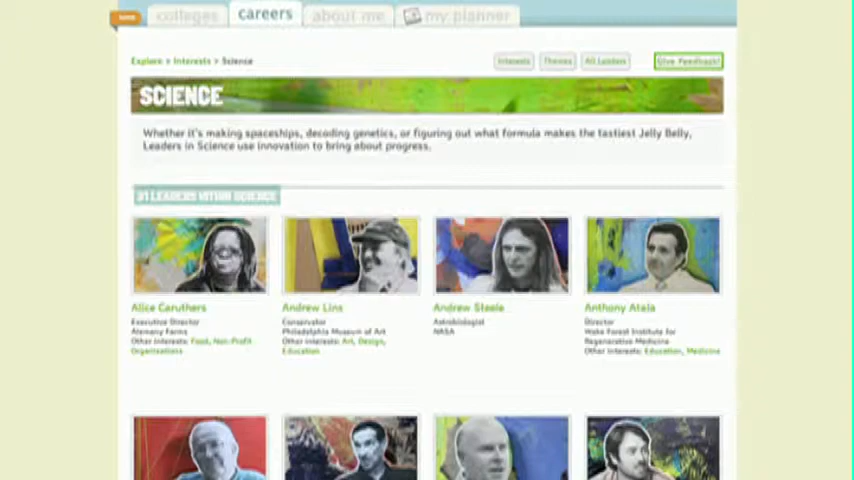 colleges
careers
about me
my planner
Explore > Interests > Science
Interests
Themes
All Leaders
Give Feedback!
SCIENCE
Whether it's making spaceships, decoding genetics, or figuring out what formula makes the tastiest Jelly Belly,
Leaders in Science use innovation to bring about progress.
LEADERS WITHIN SCIENCE
Alice Caruthers
Executive Director
Alemany Farms
Other interests: Food, Non-Profit
Organizations
Andrew Lins
Conservator
Philadelphia Museum of Art
Other interests: Art, Design,
Education
Andrew Steele
Astrobiologist
NASA
Anthony Atala
Director
Wake Forest Institute for
Regenerative Medicine
Other interests: Education, Medicine